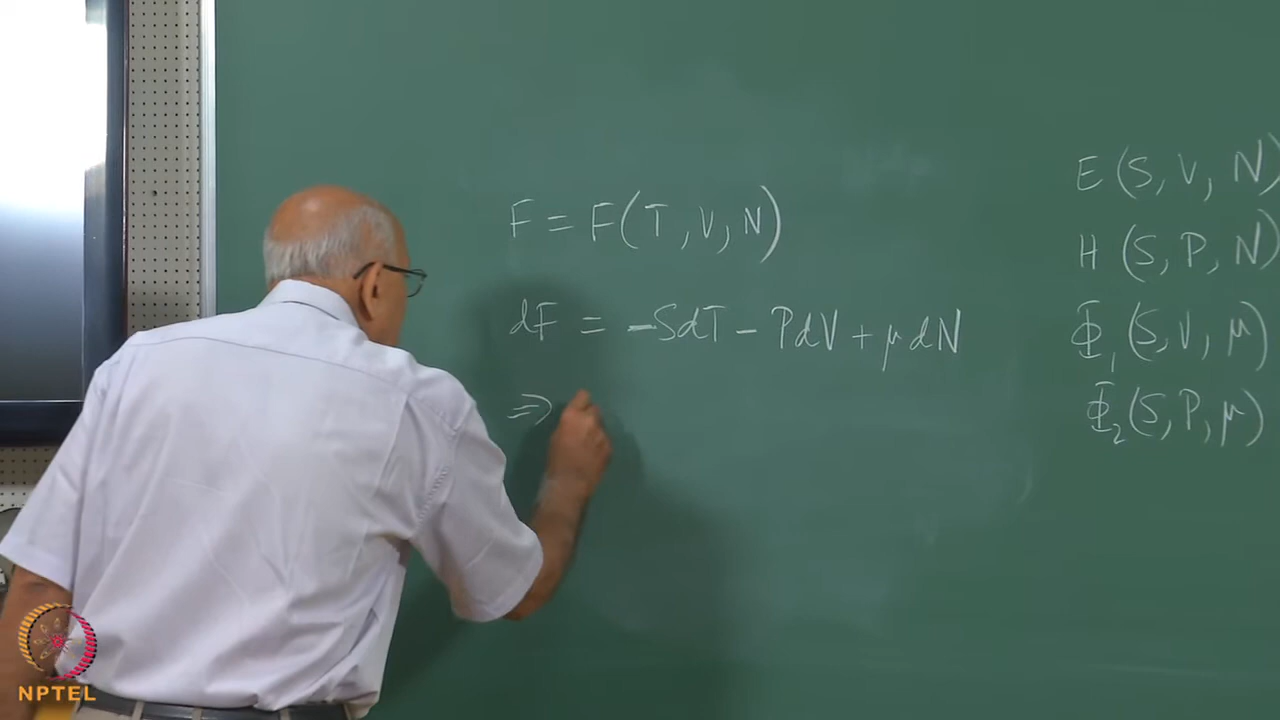 F = F(T, V, N)
dF = -SdT - PdV + μdN
⇒
E (S, V, N)
H (S, P, N)
Φ₁ (S, V, μ)
Φ₂ (S, P, μ)
NPTEL